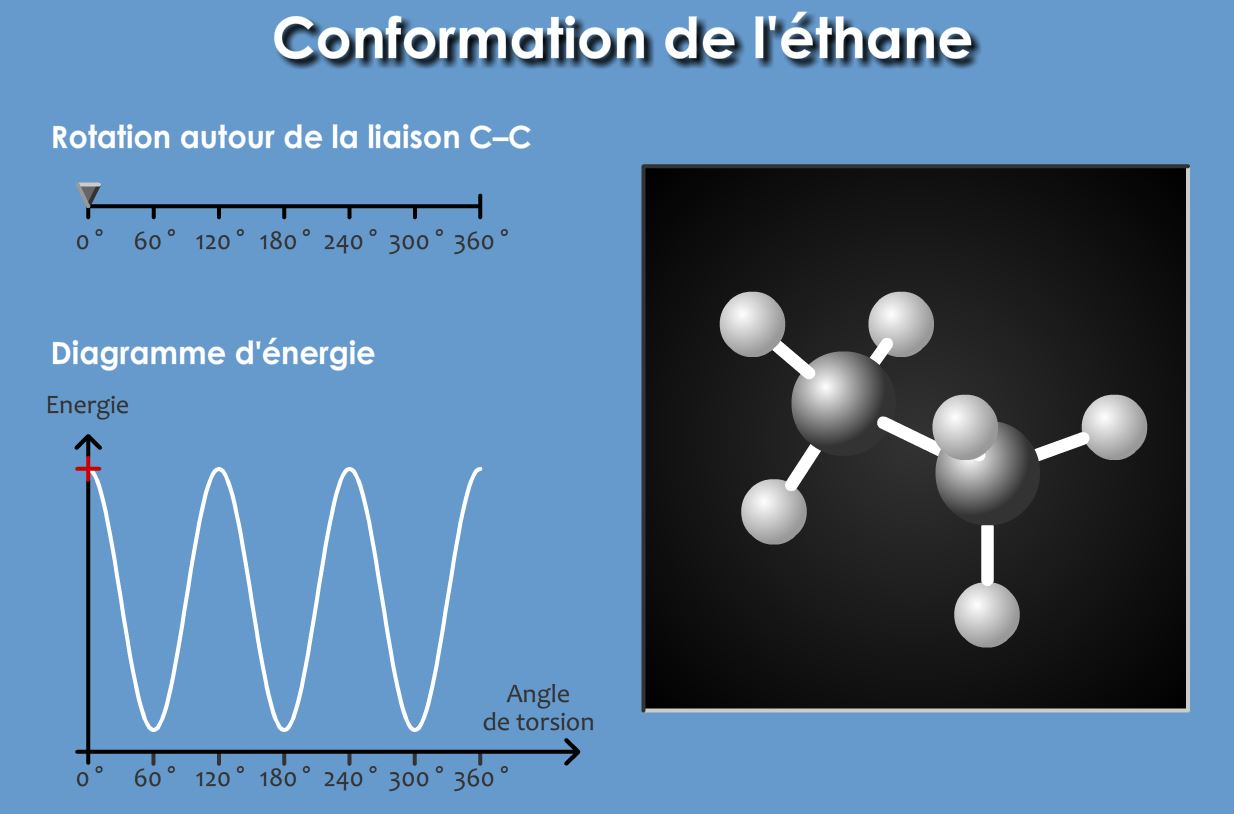 Conformation de l'éthane
Rotation autour de la liaison C–C
0 ° 60 ° 120 ° 180 ° 240 ° 300 ° 360 °
Diagramme d'énergie
Energie
Angle
de torsion
0 ° 60 ° 120 ° 180 ° 240 ° 300 ° 360 °